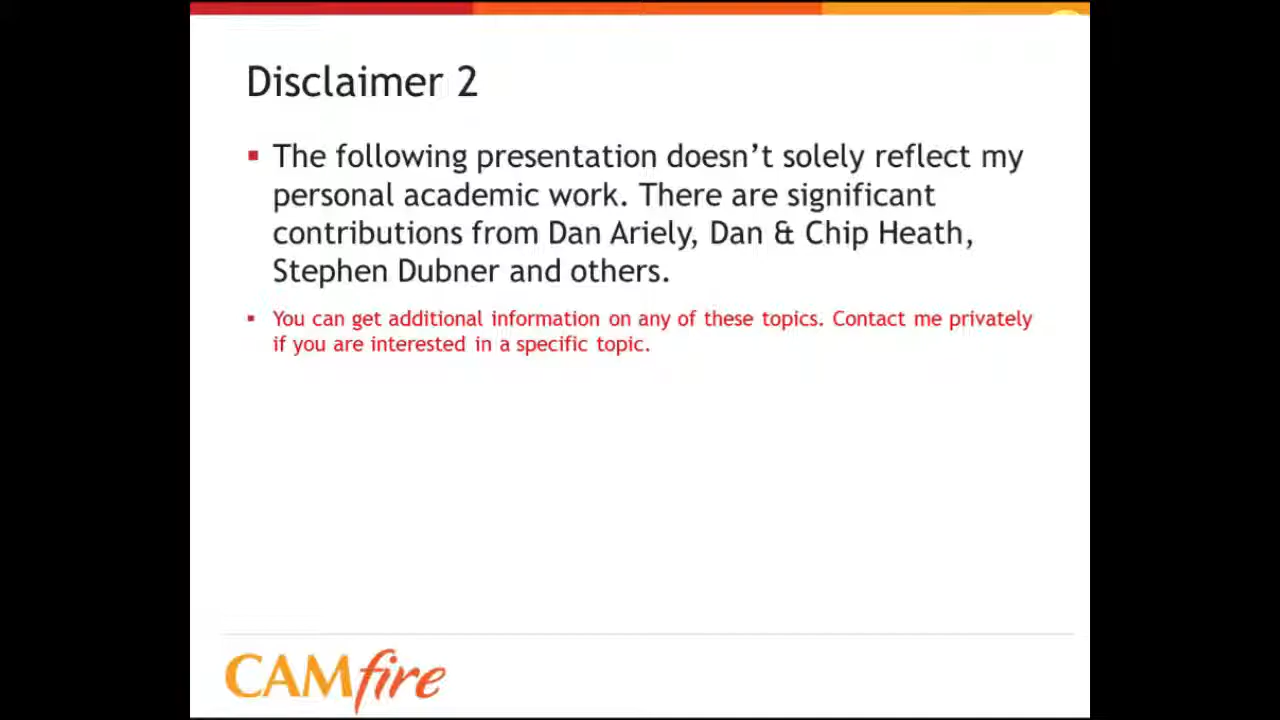 Disclaimer 2
▪ The following presentation doesn’t solely reflect my
personal academic work. There are significant
contributions from Dan Ariely, Dan & Chip Heath,
Stephen Dubner and others.
▪ You can get additional information on any of these topics. Contact me privately
if you are interested in a specific topic.
CAMfire